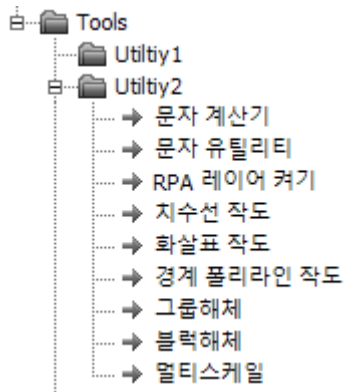 Tools
Utiltiy1
Utiltiy2
문자 계산기
문자 유틸리티
RPA 레이어 켜기
치수선 작도
화살표 작도
경계 폴리라인 작도
그룹해체
블럭해체
멀티스케일